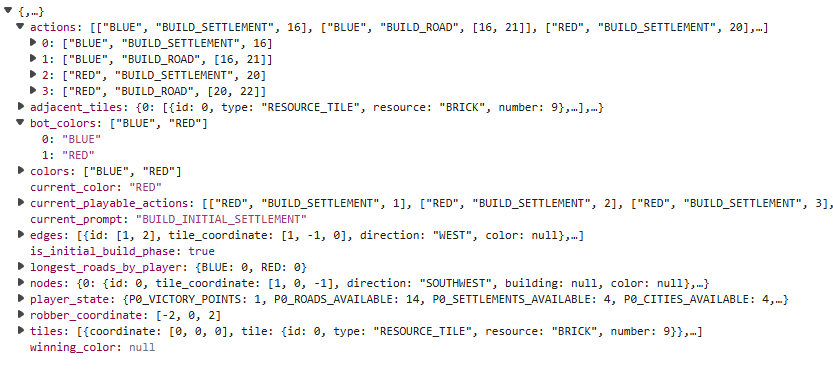 {,…}
actions: [["BLUE", "BUILD_SETTLEMENT", 16], ["BLUE", "BUILD_ROAD", [16, 21]], ["RED", "BUILD_SETTLEMENT", 20],…]
0: ["BLUE", "BUILD_SETTLEMENT", 16]
1: ["BLUE", "BUILD_ROAD", [16, 21]]
2: ["RED", "BUILD_SETTLEMENT", 20]
3: ["RED", "BUILD_ROAD", [20, 22]]
adjacent_tiles: {0: [{id: 0, type: "RESOURCE_TILE", resource: "BRICK", number: 9},…],…}
bot_colors: ["BLUE", "RED"]
0: "BLUE"
1: "RED"
colors: ["BLUE", "RED"]
current_color: "RED"
current_playable_actions: [["RED", "BUILD_SETTLEMENT", 1], ["RED", "BUILD_SETTLEMENT", 2], ["RED", "BUILD_SETTLEMENT", 3],
current_prompt: "BUILD_INITIAL_SETTLEMENT"
edges: [{id: [1, 2], tile_coordinate: [1, -1, 0], direction: "WEST", color: null},…]
is_initial_build_phase: true
longest_roads_by_player: {BLUE: 0, RED: 0}
nodes: {0: {id: 0, tile_coordinate: [1, 0, -1], direction: "SOUTHWEST", building: null, color: null},…}
player_state: {P0_VICTORY_POINTS: 1, P0_ROADS_AVAILABLE: 14, P0_SETTLEMENTS_AVAILABLE: 4, P0_CITIES_AVAILABLE: 4,…}
robber_coordinate: [-2, 0, 2]
tiles: [{coordinate: [0, 0, 0], tile: {id: 0, type: "RESOURCE_TILE", resource: "BRICK", number: 9}},…]
winning_color: null